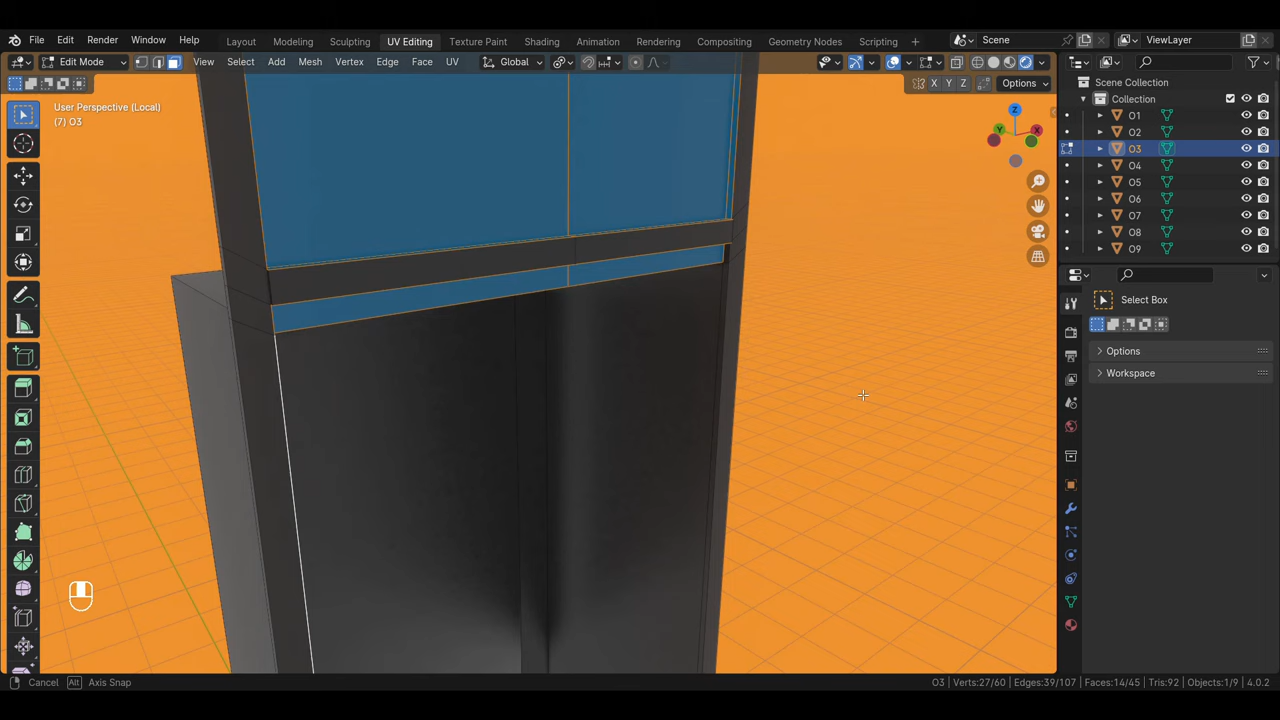 File Edit Render Window Help Layout Modeling Sculpting UV Editing Texture Paint Shading Animation Rendering Compositing Geometry Nodes Scripting + Scene ViewLayer
Edit Mode View Select Add Mesh Vertex Edge Face UV Global
X Y Z Options
User Perspective (Local)
(7) O3
Z
Y X
Scene Collection
Collection
O1
O2
O3
O4
O5
O6
O7
O8
O9
Select Box
Options
Workspace
Cancel Alt Axis Snap
O3 | Verts:27/60 | Edges:39/107 | Faces:14/45 | Tris:92 | Objects:1/9 | 4.0.2